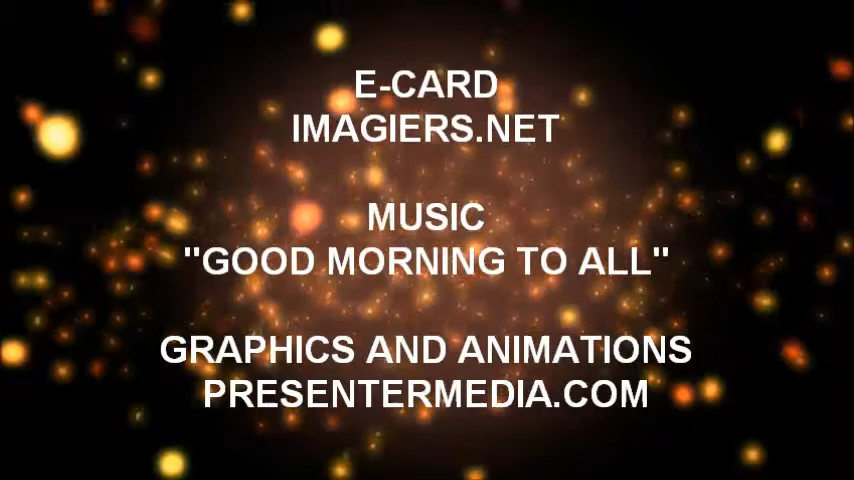 E-CARD
IMAGIERS.NET
MUSIC
"GOOD MORNING TO ALL"
GRAPHICS AND ANIMATIONS
PRESENTERMEDIA.COM